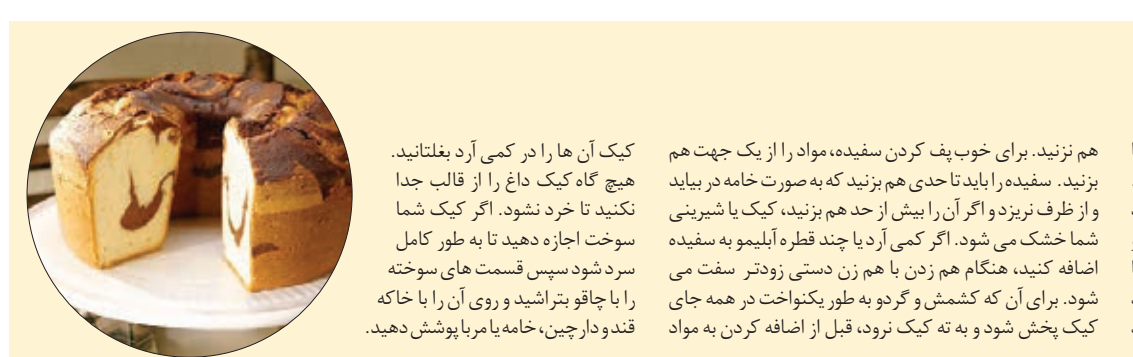 هم نزنید. برای خوب پف کردن سفیده، مواد را از یک جهت هم
بزنید. سفیده را باید تا حدی هم بزنید که به صورت خامه در بیاید
و از ظرف نریزد و اگر آن را بیش از حد هم بزنید، کیک یا شیرینی
شما خشک می شود. اگر کمی آرد یا چند قطره آبلیمو به سفیده
اضافه کنید، هنگام هم زدن با هم زن دستی زودتر سفت می
شود. برای آن که کشمش و گردو به طور یکنواخت در همه جای
کیک پخش شود و به ته کیک نرود، قبل از اضافه کردن به مواد
کیک آن ها را در کمی آرد بغلتانید.
هیچ گاه کیک داغ را از قالب جدا
نکنید تا خرد نشود. اگر کیک شما
سوخت اجازه دهید تا به طور کامل
سرد شود سپس قسمت های سوخته
را با چاقو بتراشید و روی آن را با خاکه
قند و دارچین، خامه یا مربا پوشش دهید.